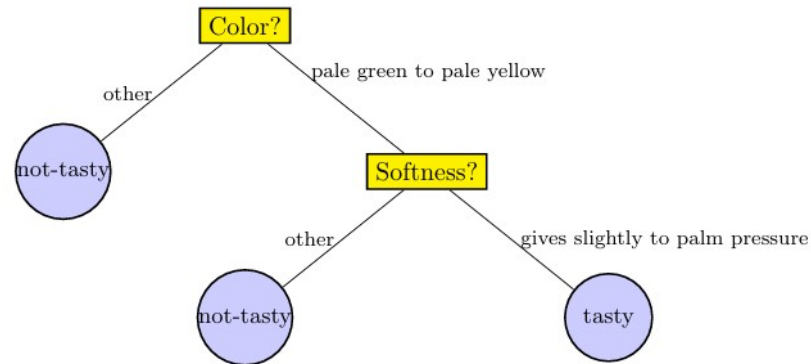 Color?
other
pale green to pale yellow
not-tasty
Softness?
other
gives slightly to palm pressure
not-tasty
tasty